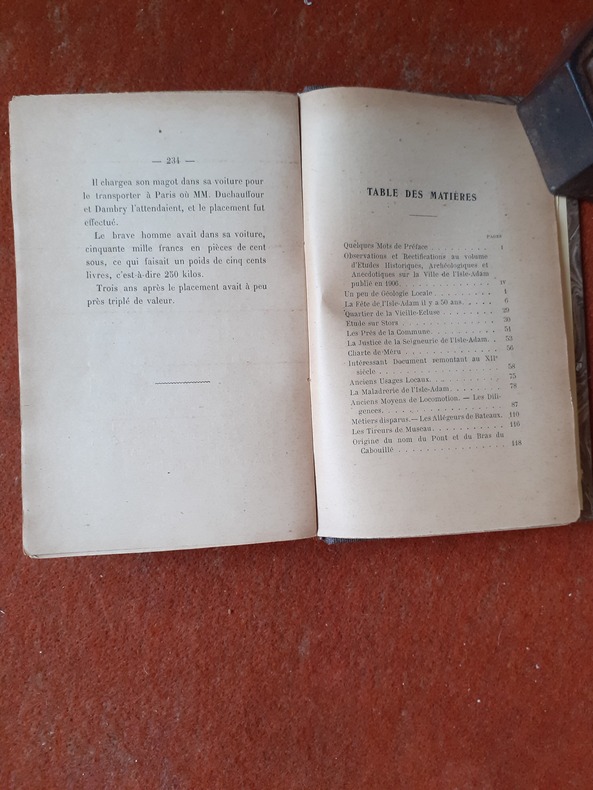 — 234 —
Il chargea son magot dans sa voiture pour
le transporter à Paris où MM. Duchauffour
et Dambry l'attendaient, et le placement fut
effectué.
Le brave homme avait dans sa voiture,
cinquante mille francs en pièces de cent
sous, ce qui faisait un poids de cinq cents
livres, c'est-à-dire 250 kilos.
Trois ans après le placement avait à peu
près triplé de valeur.
TABLE DES MATIÈRES
PAGES
Quelques Mots de Préface . . . . . . . . . I
Observations et Rectifications au volume
d'Etudes Historiques, Archéologiques et
Anecdotiques sur la Ville de l'Isle-Adam
publié en 1906. . . . . . . . . . . . IV
Un peu de Géologie Locale. . . . . . . . . 1
La Fête de l'Isle-Adam il y a 50 ans. . . . . 6
Quartier de la Vieille-Ecluse . . . . . . . . 29
Etude sur Stors . . . . . . . . . . . . 30
Les Prés de la Commune. . . . . . . . . 51
La Justice de la Seigneurie de l'Isle-Adam. . 53
Charte de Méru . . . . . . . . . . . . 56
Intéressant Document remontant au XIIe
siècle . . . . . . . . . . . . . . 58
Anciens Usages Locaux. . . . . . . . . . 75
La Maladrerie de l'Isle-Adam. . . . . . . . 78
Anciens Moyens de Locomotion. — Les Dili-
gences. . . . . . . . . . . . . . . 87
Métiers disparus. — Les Allégeurs de Bateaux. 110
Les Tireurs de Museau. . . . . . . . . . 116
Origine du nom du Pont et du Bras du
Cabouillé . . . . . . . . . . . . . 118